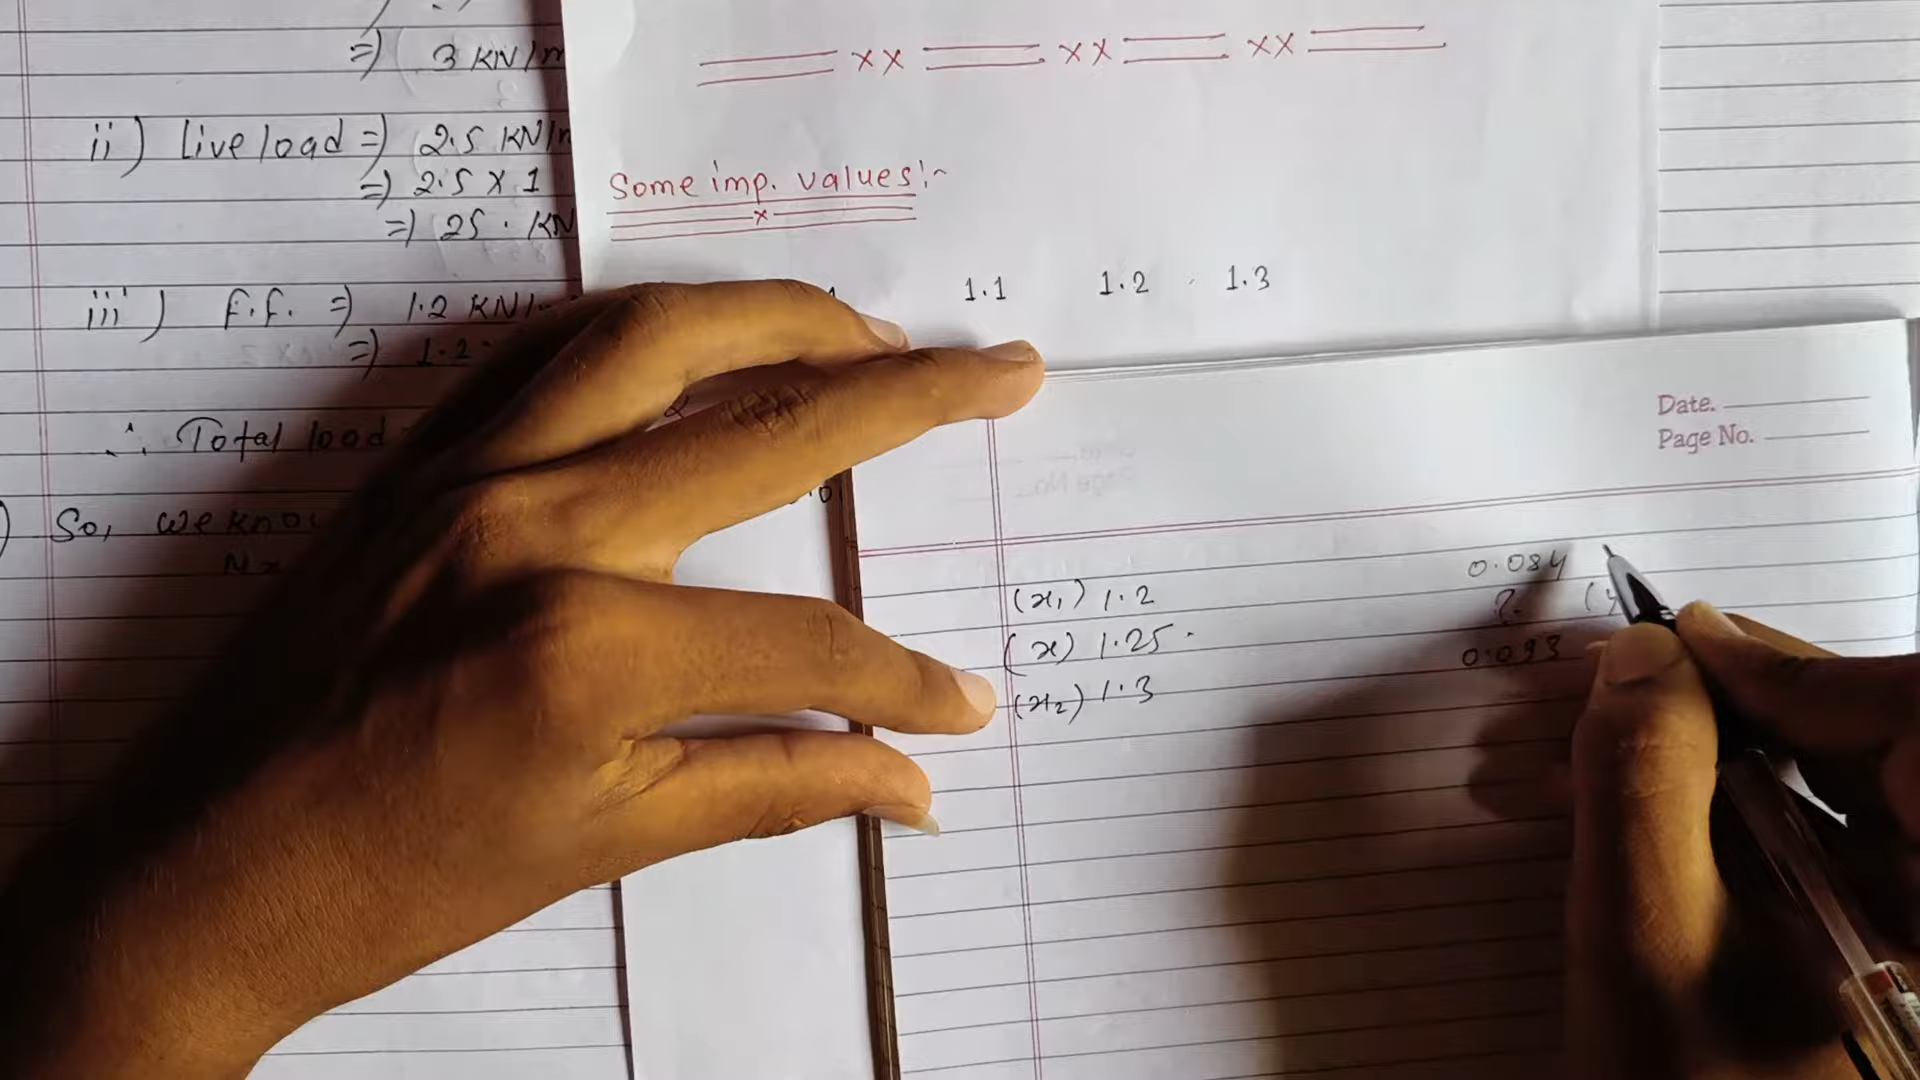 =) 3 KN/m
ii) Live load =) 2.5 KN/m
=) 2.5 X 1
=) 25. KN
iii) f.f. =) 1.2 KN/
=) 1.2
∴ Total load
So, we know
xx xx xx
Some imp. values:-
x
1.1 1.2 1.3
α
Date.
Page No.
(x₁) 1.2 0.084
(x) 1.25. ? (y
(x₂) 1.3 0.093